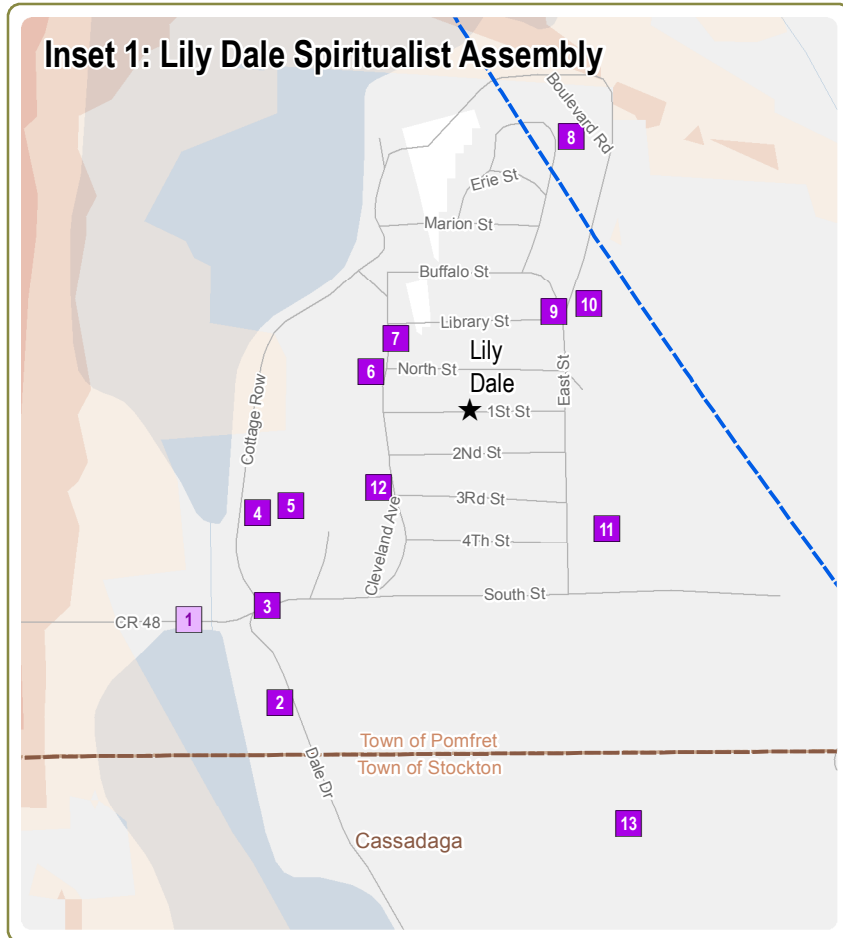 Inset 1: Lily Dale Spiritualist Assembly
Boulevard Rd
8
Erie St
Marion St
Buffalo St
10
9
Library St
7
Lily
Dale
6
North St
East St
Cottage Row
1St St
2Nd St
12
3Rd St
5
4
11
Cleveland Ave
4Th St
South St
3
CR 48
1
2
Town of Pomfret
Town of Stockton
Dale Dr
13
Cassadaga